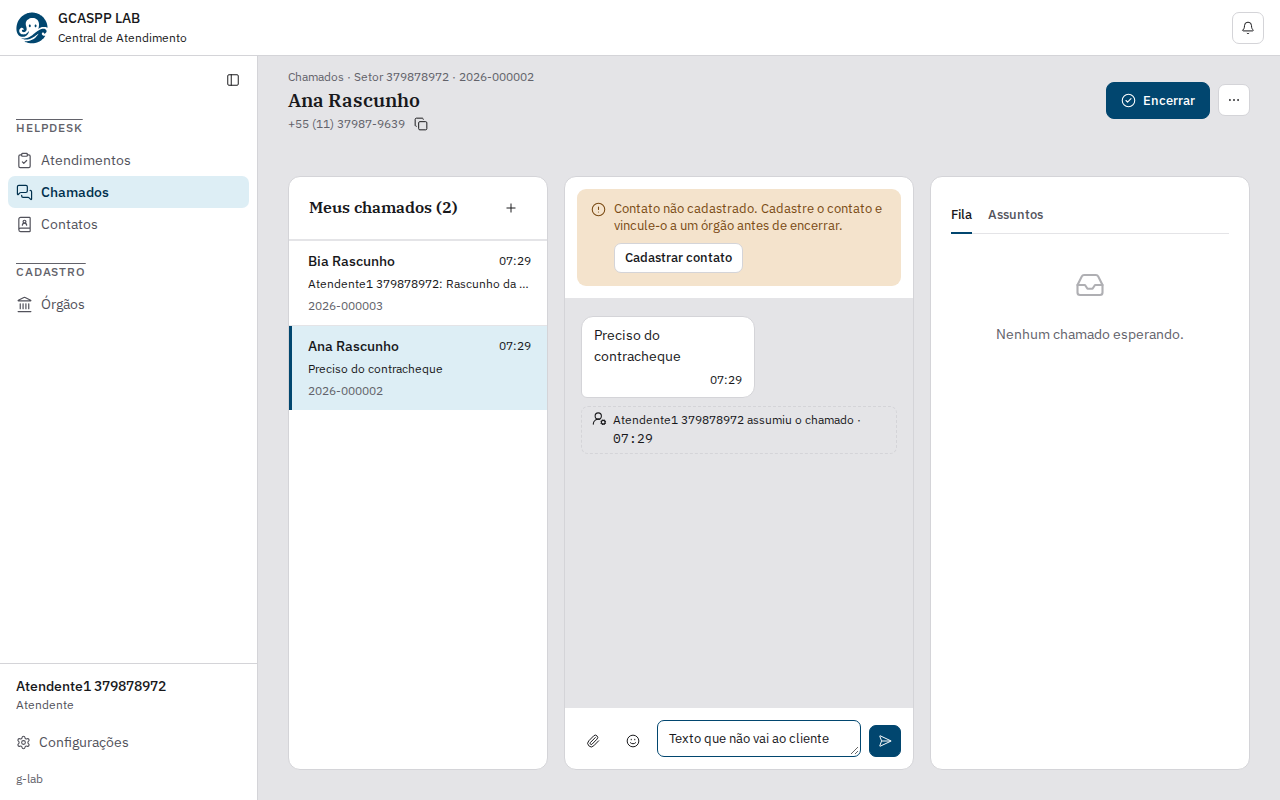 GCASPP LAB
Central de Atendimento
HELPDESK
Atendimentos
Chamados
Contatos
CADASTRO
Órgãos
Atendente1 379878972
Atendente
Configurações
g-lab
Chamados · Setor 379878972 · 2026-000002
Ana Rascunho
+55 (11) 37987-9639
Encerrar
Meus chamados (2)
Bia Rascunho 07:29
Atendente1 379878972: Rascunho da ...
2026-000003
Ana Rascunho 07:29
Preciso do contracheque
2026-000002
Contato não cadastrado. Cadastre o contato e
vincule-o a um órgão antes de encerrar.
Cadastrar contato
Preciso do
contracheque
07:29
Atendente1 379878972 assumiu o chamado ·
07:29
Texto que não vai ao cliente
Fila Assuntos
Nenhum chamado esperando.